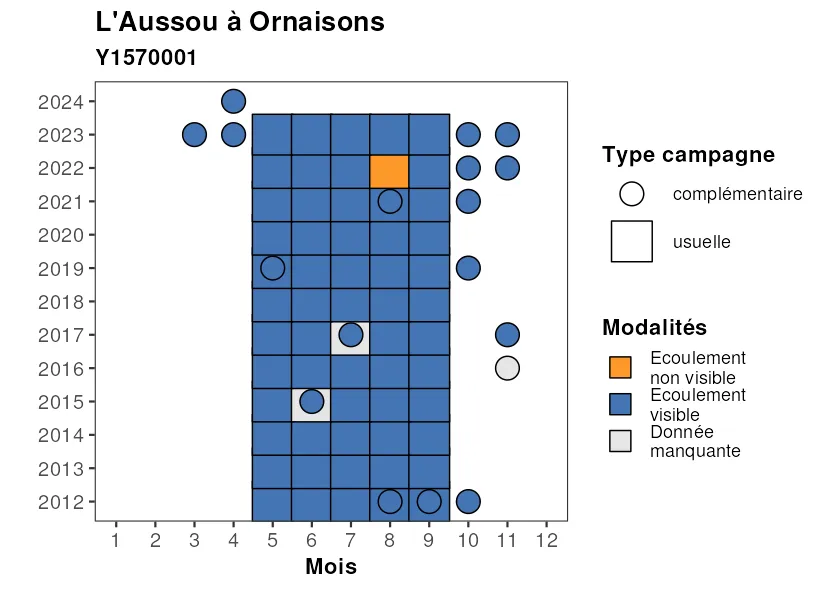 L'Aussou à Ornaisons
Y1570001
2024
2023
2022
2021
2020
2019
2018
2017
2016
2015
2014
2013
2012
1 2 3 4 5 6 7 8 9 10 11 12
Mois
Type campagne
complémentaire
usuelle
Modalités
Ecoulement
non visible
Ecoulement
visible
Donnée
manquante